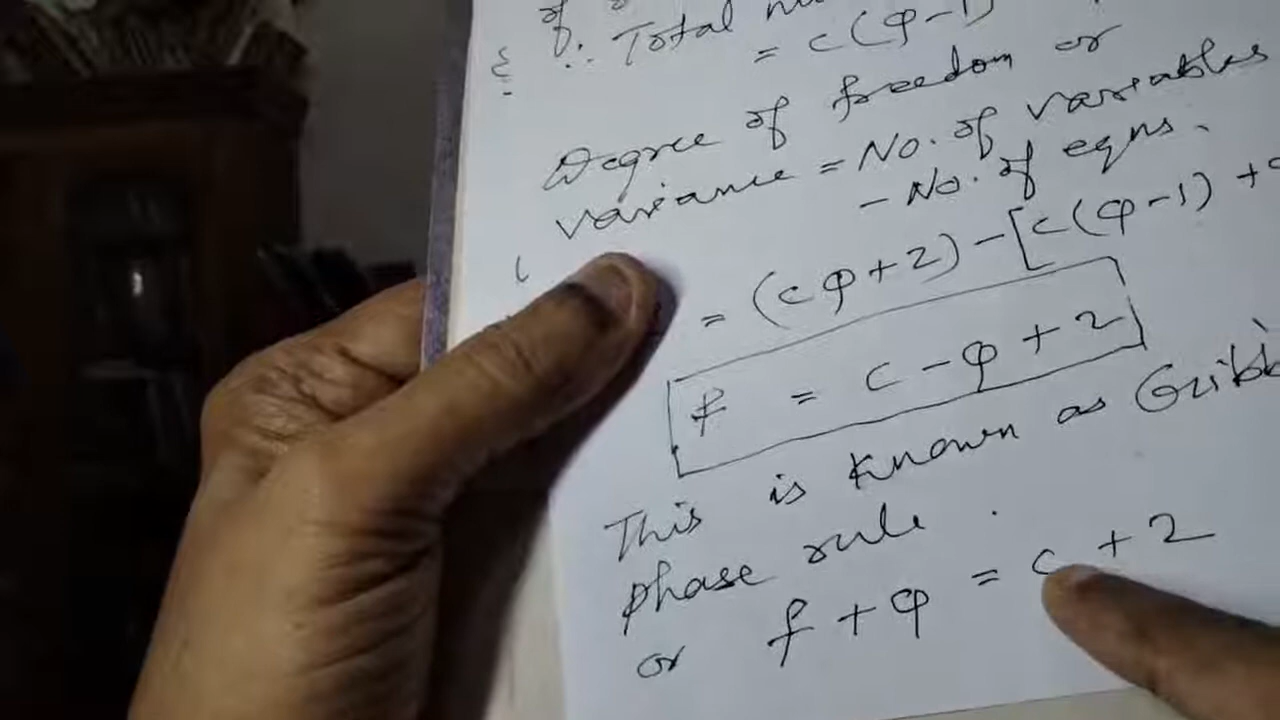 & ∴ Total
= c(φ-1)
Degree of freedom or
variance = No. of variables
- No. of eqns.
= (cφ+2) - [c(φ-1) +
f = c - φ + 2
This is known as Gibb
phase rule.
or f + φ = c + 2